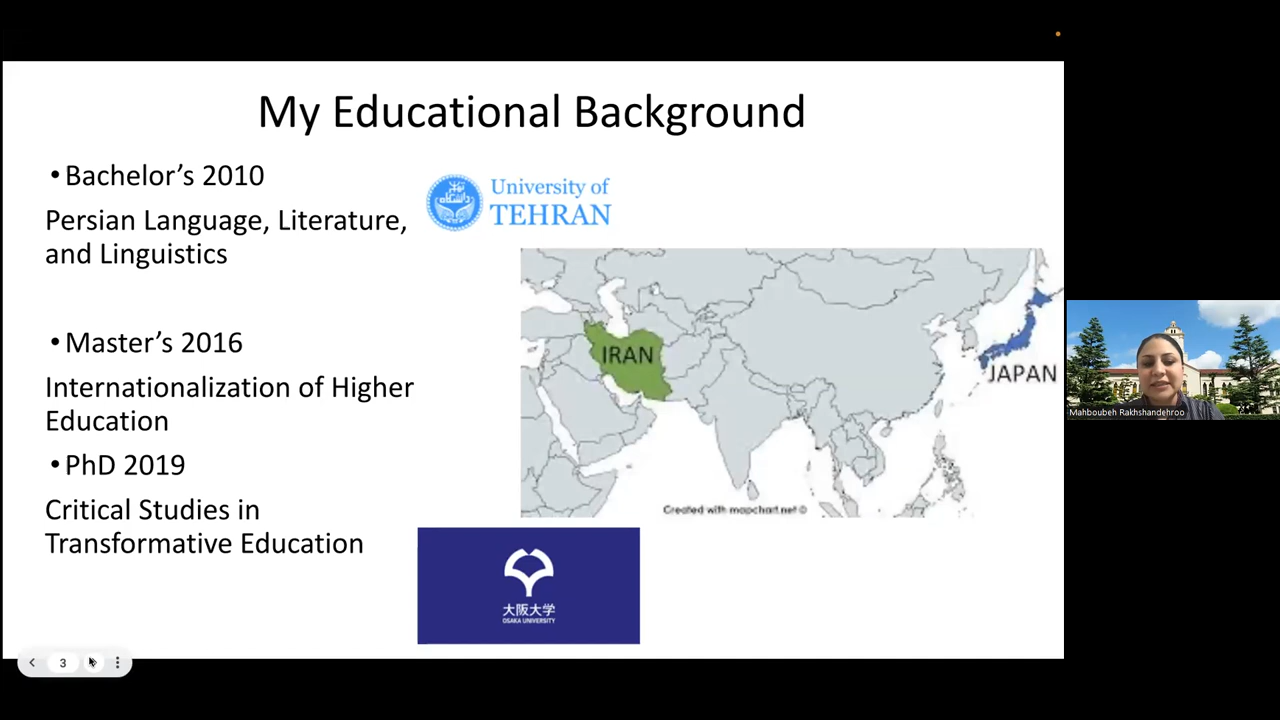 My Educational Background
•Bachelor’s 2010
Persian Language, Literature,
and Linguistics
University of
TEHRAN
•Master’s 2016
Internationalization of Higher
Education
•PhD 2019
Critical Studies in
Transformative Education
IRAN
JAPAN
Created with mapchart.net ©
大阪大学
OSAKA UNIVERSITY
Mahboubeh Rakhshandehroo
3